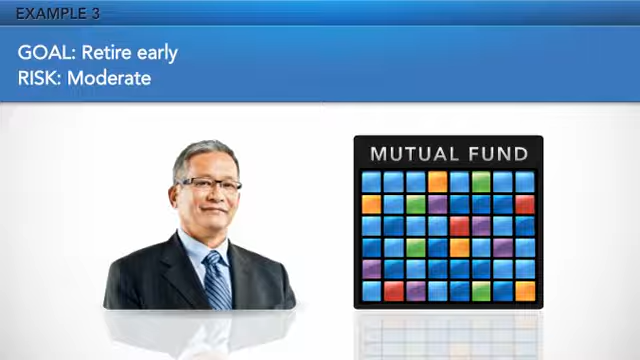 EXAMPLE 3
GOAL: Retire early
RISK: Moderate
MUTUAL FUND